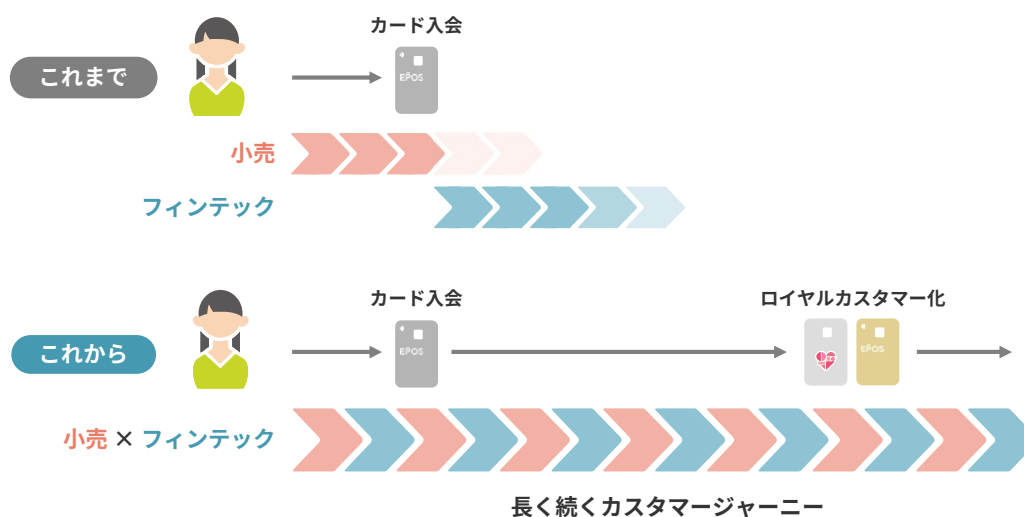 カード入会
これまで
EPOS
小売
フィンテック
カード入会
ロイヤルカスタマー化
これから
EPOS
EPOS
小売 × フィンテック
長く続くカスタマージャーニー